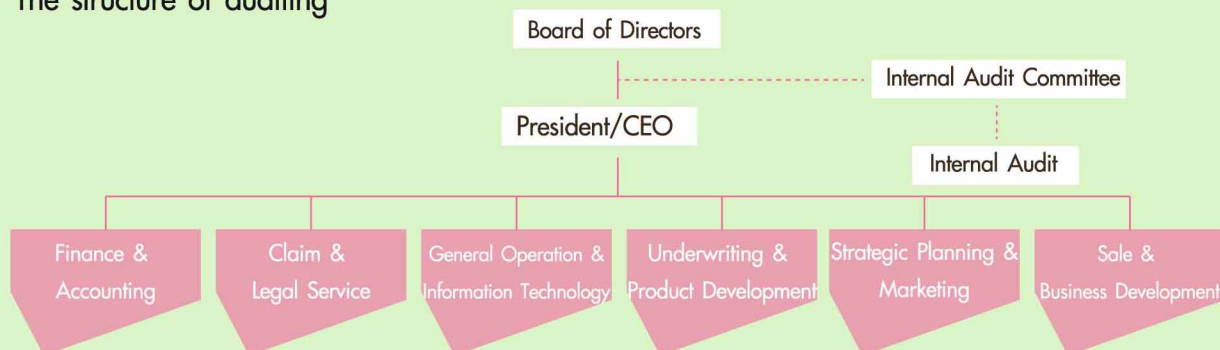 The structure of auditing
Board of Directors
Internal Audit Committee
President/CEO
Internal Audit
Finance &
Accounting
Claim &
Legal Service
General Operation &
Information Technology
Underwriting &
Product Development
Strategic Planning &
Marketing
Sale &
Business Development